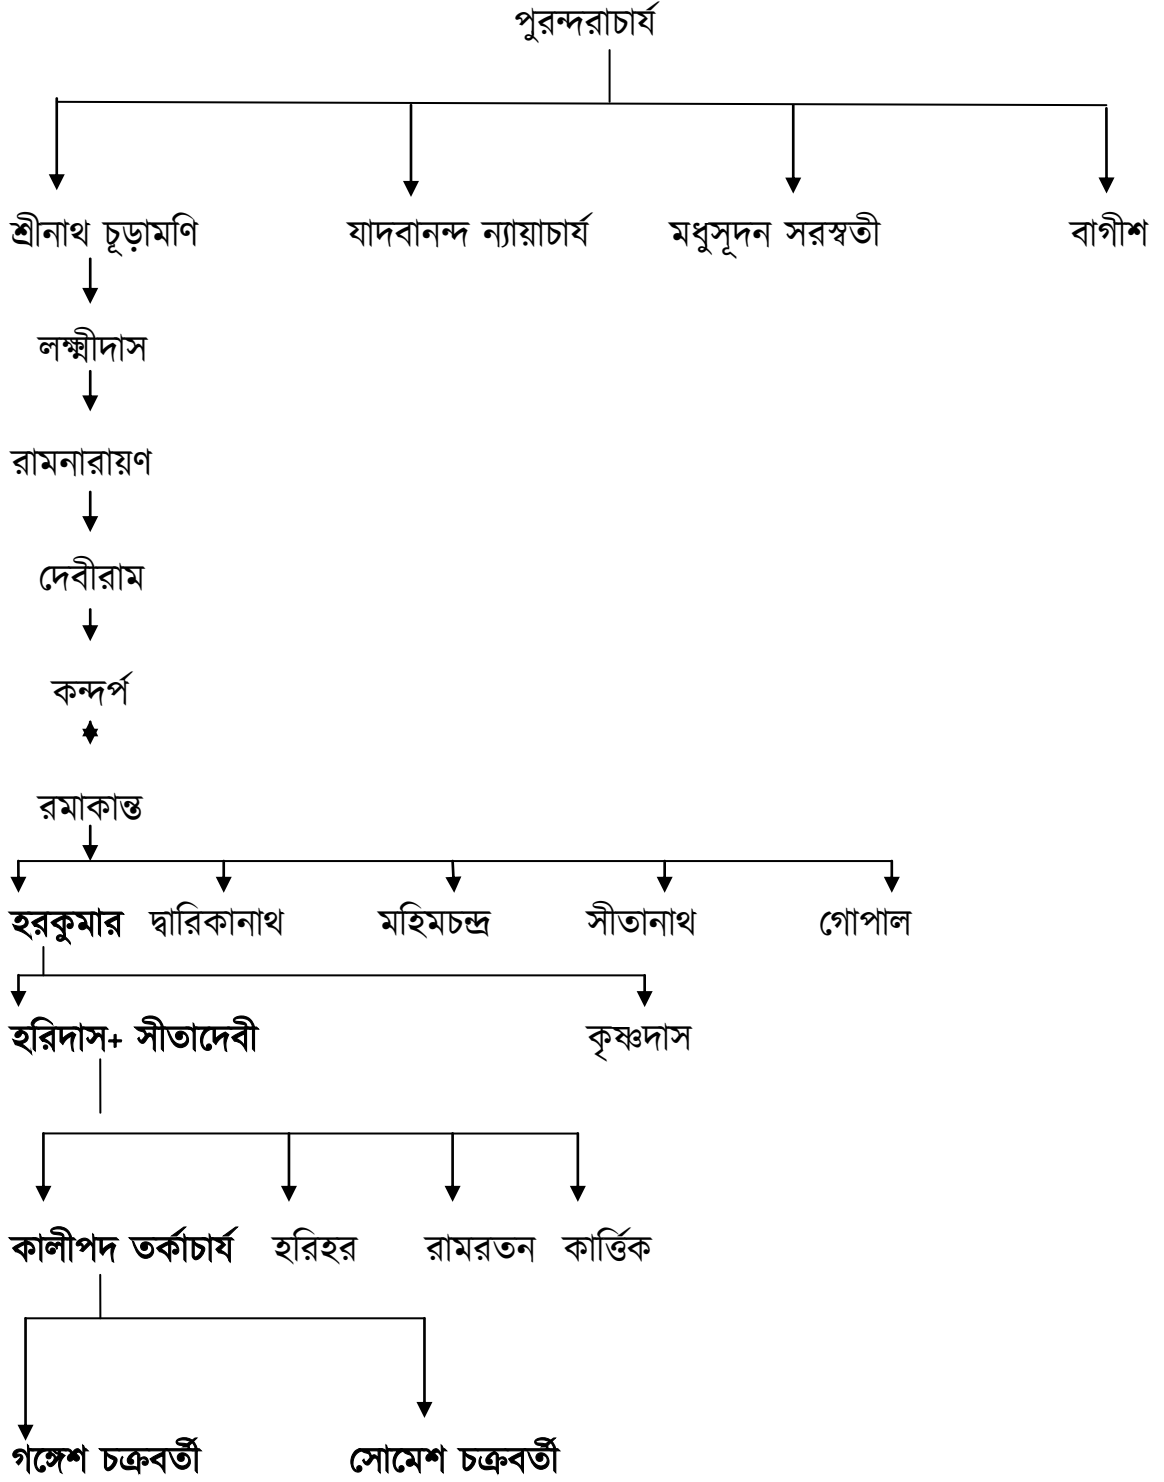 পুরন্দরাচার্য
শ্রীনাথ চূড়ামণি যাদবানন্দ ন্যায়াচার্য মধুসূদন সরস্বতী বাগীশ
লক্ষ্মীদাস
রামনারায়ণ
দেবীরাম
কন্দর্প
রমাকান্ত
হরকুমার দ্বারিকানাথ মহিমচন্দ্র সীতানাথ গোপাল
হরিদাস+ সীতাদেবী কৃষ্ণদাস
কালীপদ তর্কাচার্য হরিহর রামরতন কার্ত্তিক
গঙ্গেশ চক্রবর্তী সোমেশ চক্রবর্তী